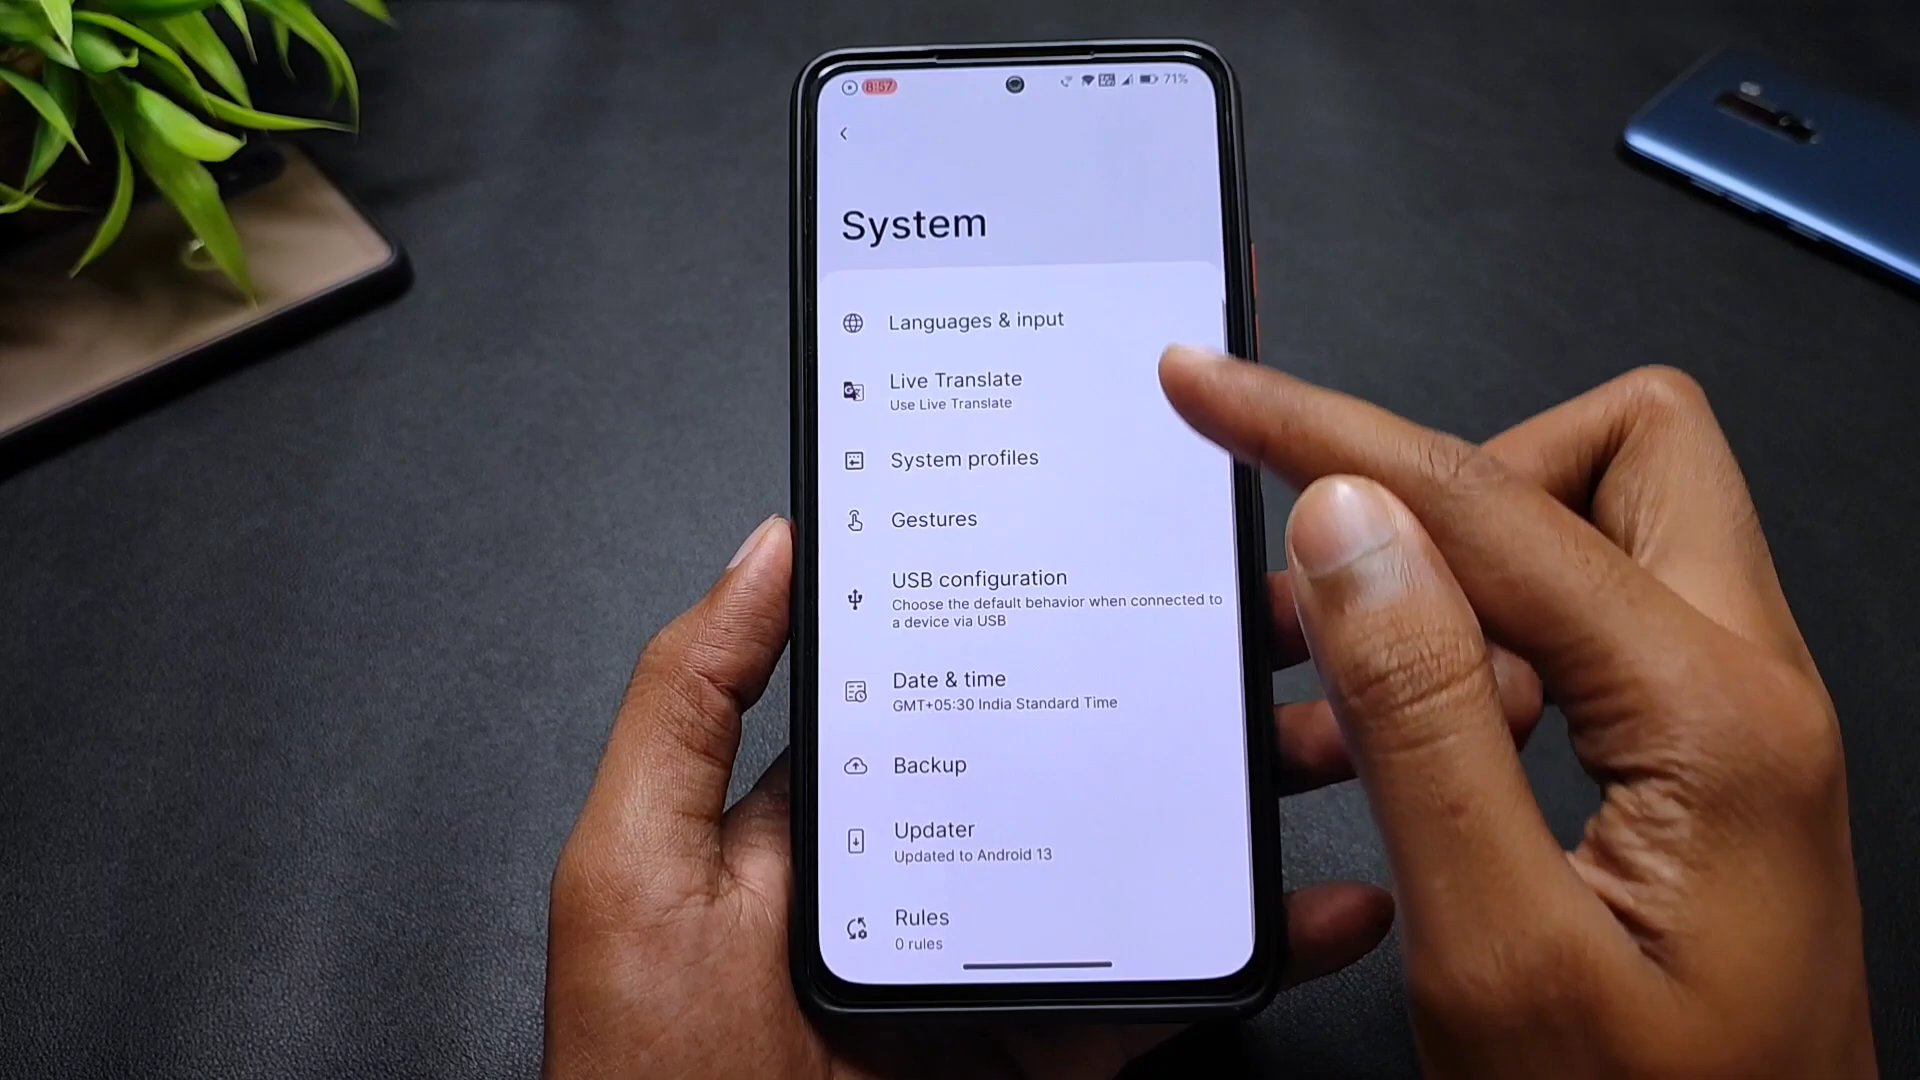 8:57
71%
System
Languages & input
Live Translate
Use Live Translate
System profiles
Gestures
USB configuration
Choose the default behavior when connected to
a device via USB
Date & time
GMT+05:30 India Standard Time
Backup
Updater
Updated to Android 13
Rules
0 rules